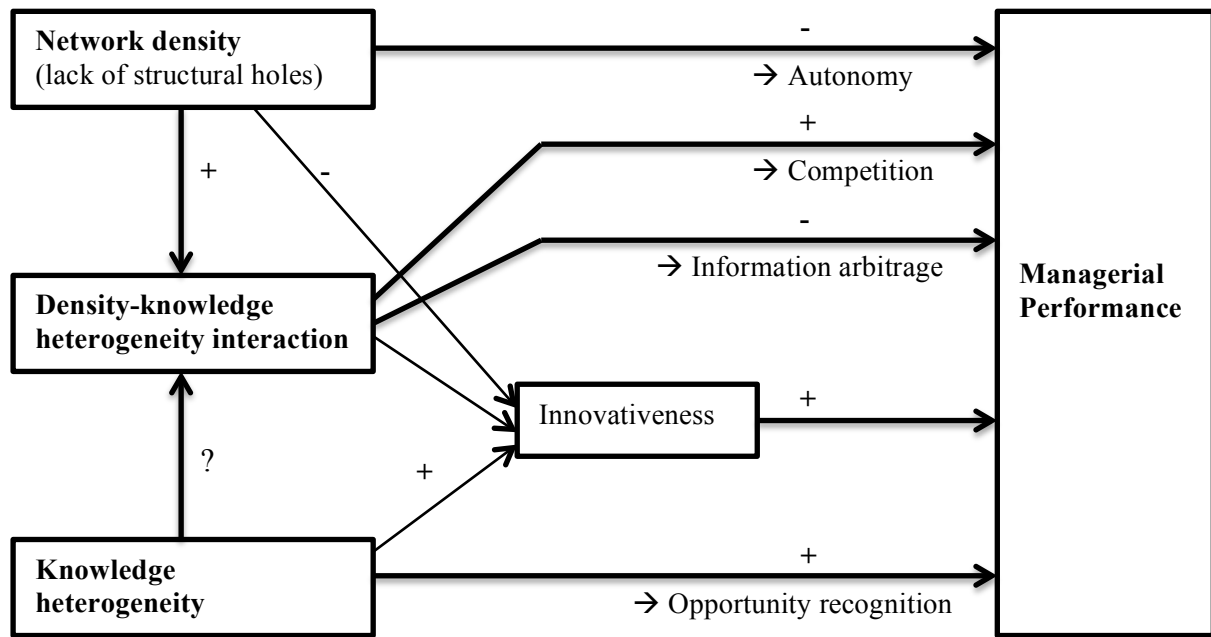 Network density
(lack of structural holes)
-
→ Autonomy
+
→ Competition
+
-
-
→ Information arbitrage
Density-knowledge
heterogeneity interaction
Managerial
Performance
Innovativeness
+
?
+
Knowledge
heterogeneity
+
→ Opportunity recognition